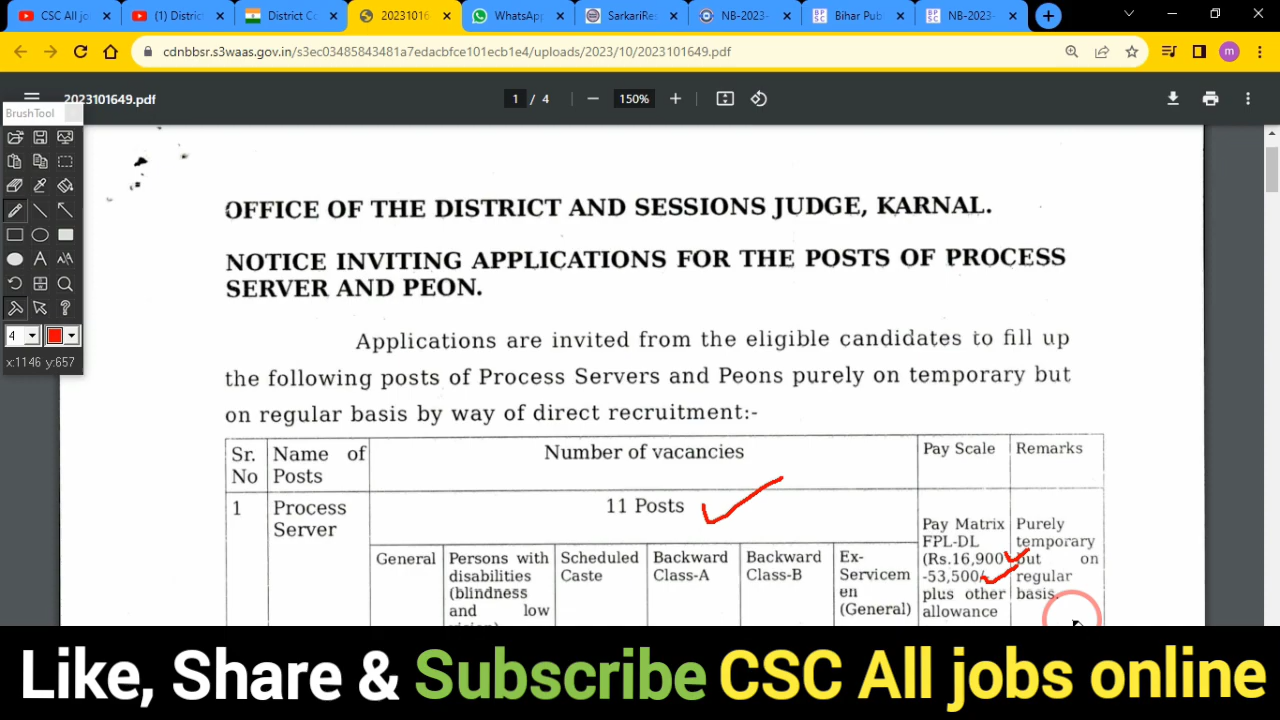 CSC All jo
(1) District
District Co
20231016
WhatsApp
SarkariRes
NB-2023-
Bihar Pub
NB-2023-
cdnbbsr.s3waas.gov.in/s3ec03485843481a7edacbfce101ecb1e4/uploads/2023/10/2023101649.pdf
m
2023101649.pdf
1 / 4
150%
BrushTool
4
x:1146 y:657
OFFICE OF THE DISTRICT AND SESSIONS JUDGE, KARNAL.
NOTICE INVITING APPLICATIONS FOR THE POSTS OF PROCESS
SERVER AND PEON.
Applications are invited from the eligible candidates to fill up
the following posts of Process Servers and Peons purely on temporary but
on regular basis by way of direct recruitment:-
Sr. No
Name of Posts
Number of vacancies
Pay Scale
Remarks
1
Process Server
11 Posts
General
Persons with disabilities (blindness and low vision)
Scheduled Caste
Backward Class-A
Backward Class-B
Ex-Servicemen (General)
Pay Matrix FPL-DL (Rs.16,900 -53,500/- plus other allowance
Purely temporary but on regular basis.
Like, Share & Subscribe CSC All jobs online